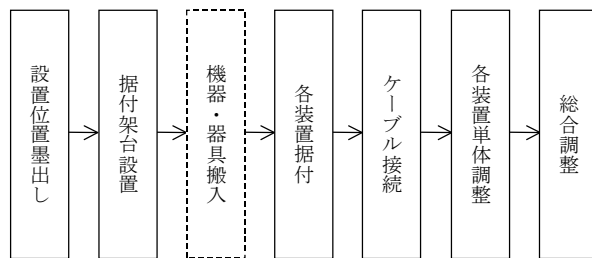 設置位置墨出し
据付架台設置
機器・器具搬入
各装置据付
ケーブル接続
各装置単体調整
総合調整